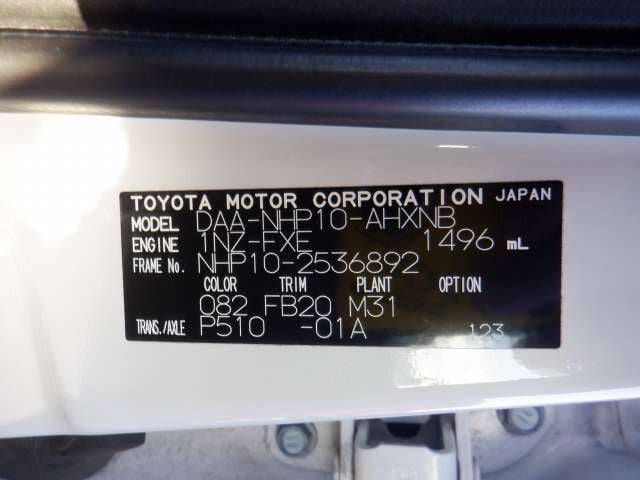 TOYOTA MOTOR CORPORATION JAPAN
MODEL DAA-NHP10-AHXNB
ENGINE 1NZ-FXE 1496 mL
FRAME No. NHP10-2536892
COLOR TRIM PLANT OPTION
082 FB20 M31
TRANS./AXLE P510 -01A 123